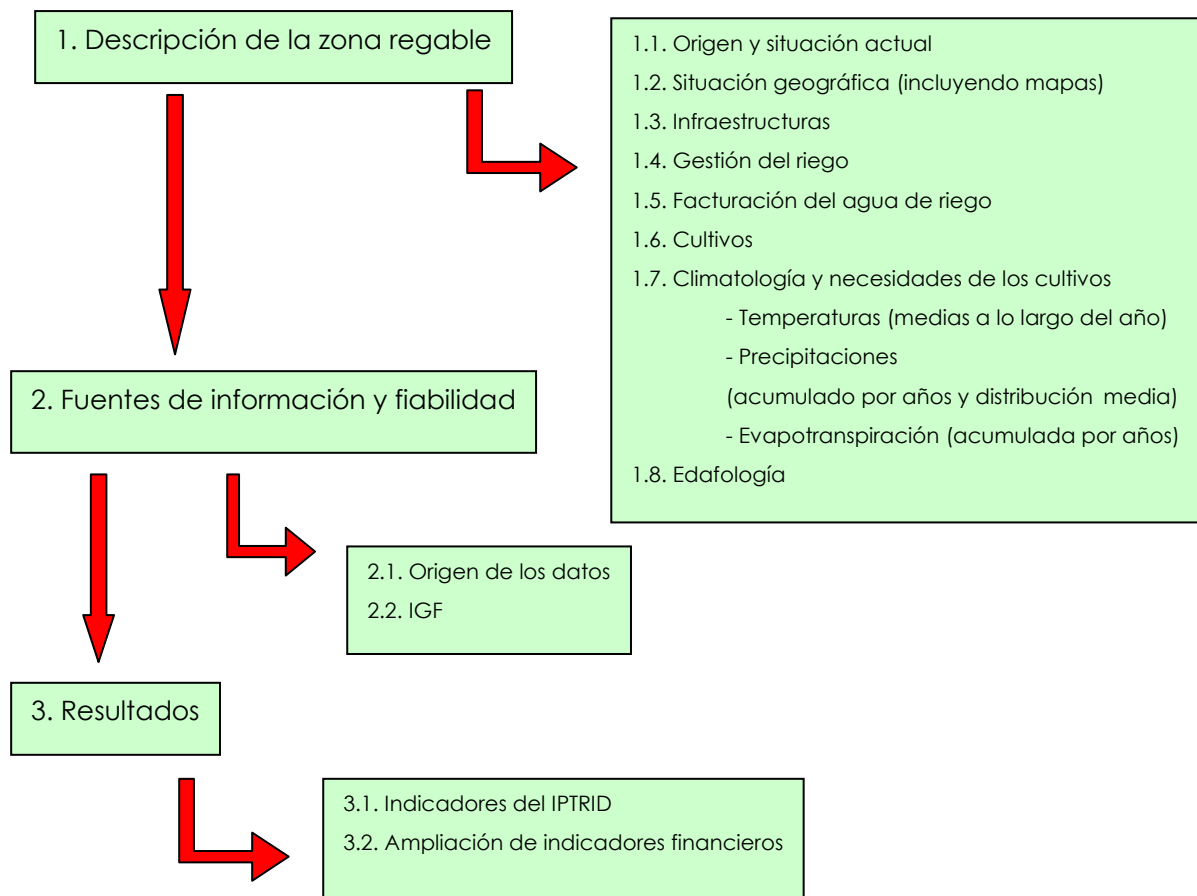 1. Descripción de la zona regable
1.1. Origen y situación actual
1.2. Situación geográfica (incluyendo mapas)
1.3. Infraestructuras
1.4. Gestión del riego
1.5. Facturación del agua de riego
1.6. Cultivos
1.7. Climatología y necesidades de los cultivos
- Temperaturas (medias a lo largo del año)
- Precipitaciones
(acumulado por años y distribución media)
- Evapotranspiración (acumulada por años)
1.8. Edafología
2. Fuentes de información y fiabilidad
2.1. Origen de los datos
2.2. IGF
3. Resultados
3.1. Indicadores del IPTRID
3.2. Ampliación de indicadores financieros